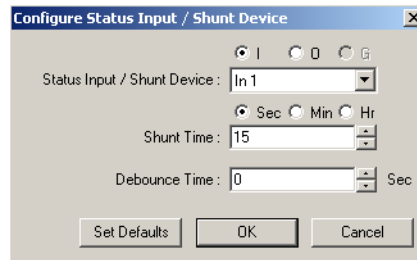 Configure Status Input / Shunt Device
I O G
Status Input / Shunt Device : In 1
Sec Min Hr
Shunt Time : 15
Debounce Time : 0 Sec
Set Defaults OK Cancel